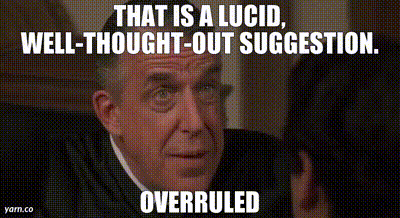 THAT IS A LUCID,
WELL-THOUGHT-OUT SUGGESTION.
OVERRULED
yarn.co